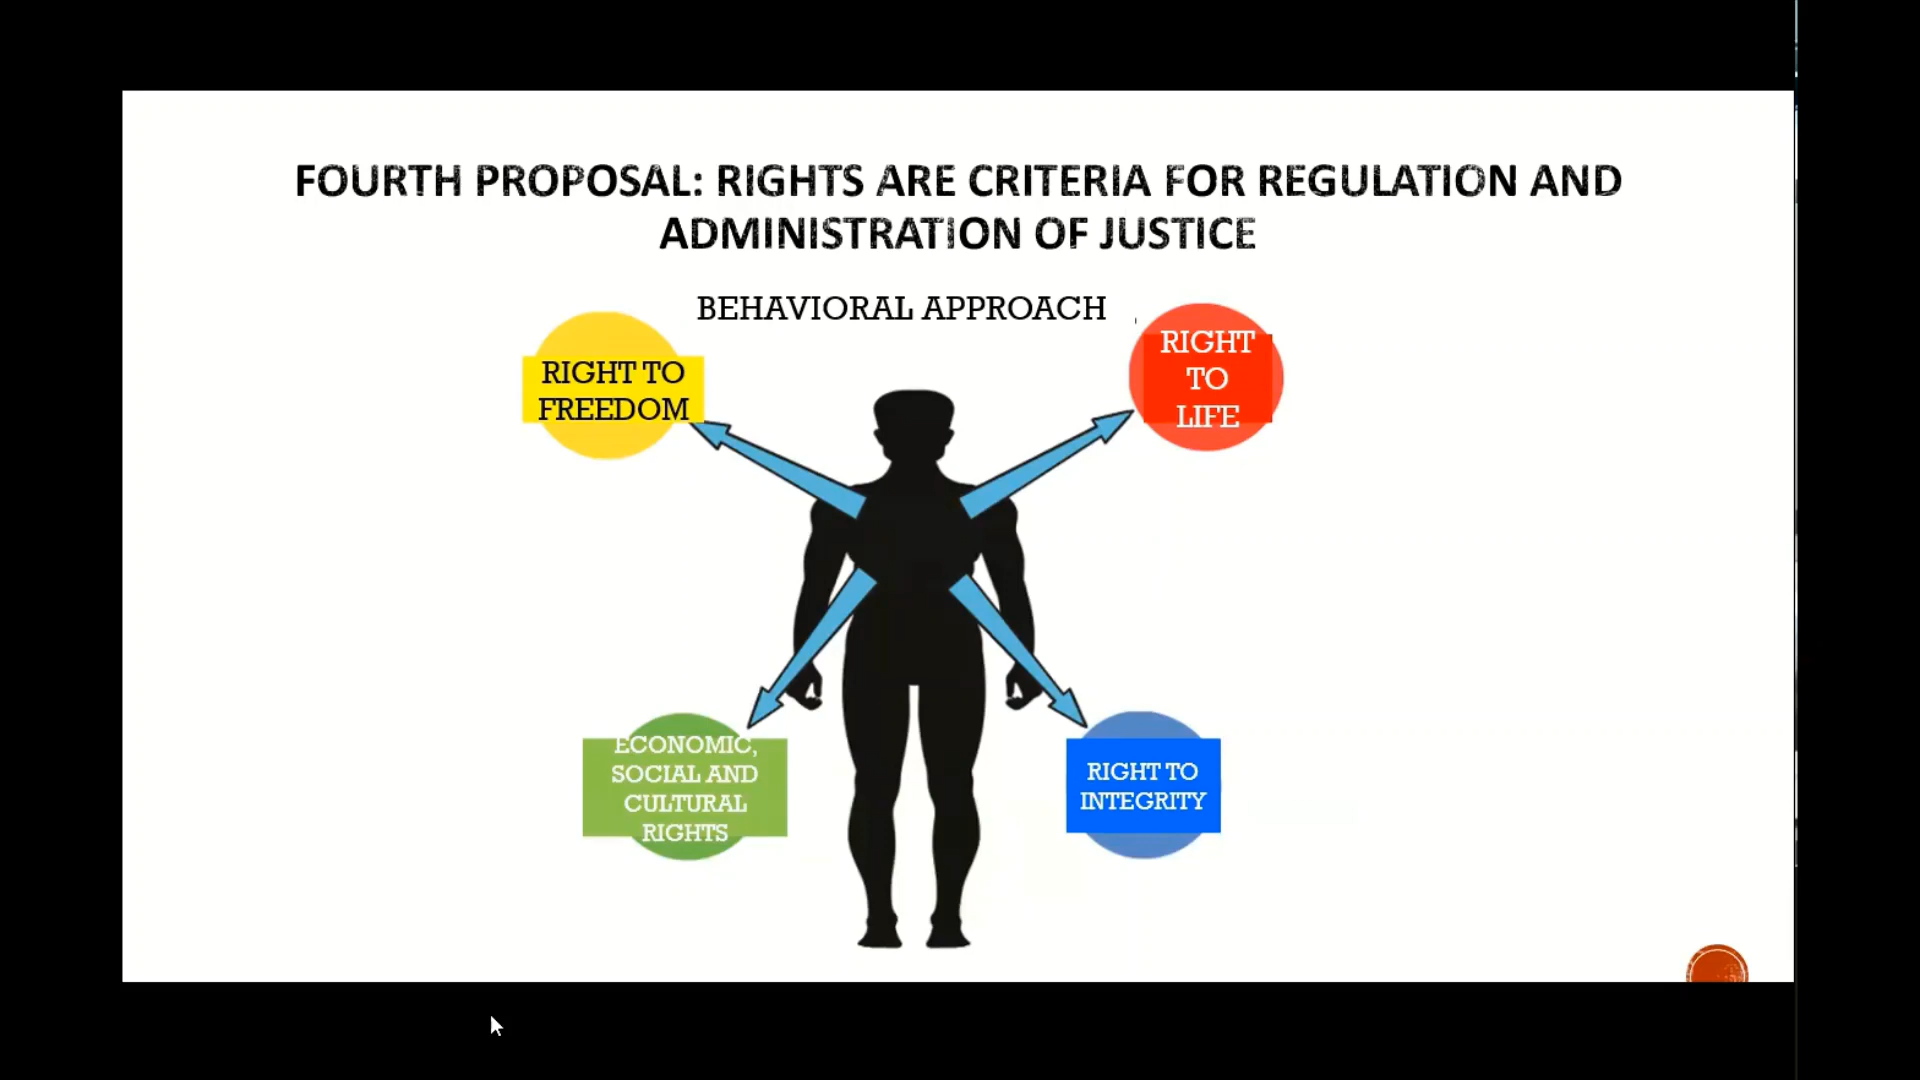 FOURTH PROPOSAL: RIGHTS ARE CRITERIA FOR REGULATION AND
ADMINISTRATION OF JUSTICE
BEHAVIORAL APPROACH
RIGHT TO
FREEDOM
RIGHT
TO
LIFE
ECONOMIC,
SOCIAL AND
CULTURAL
RIGHTS
RIGHT TO
INTEGRITY